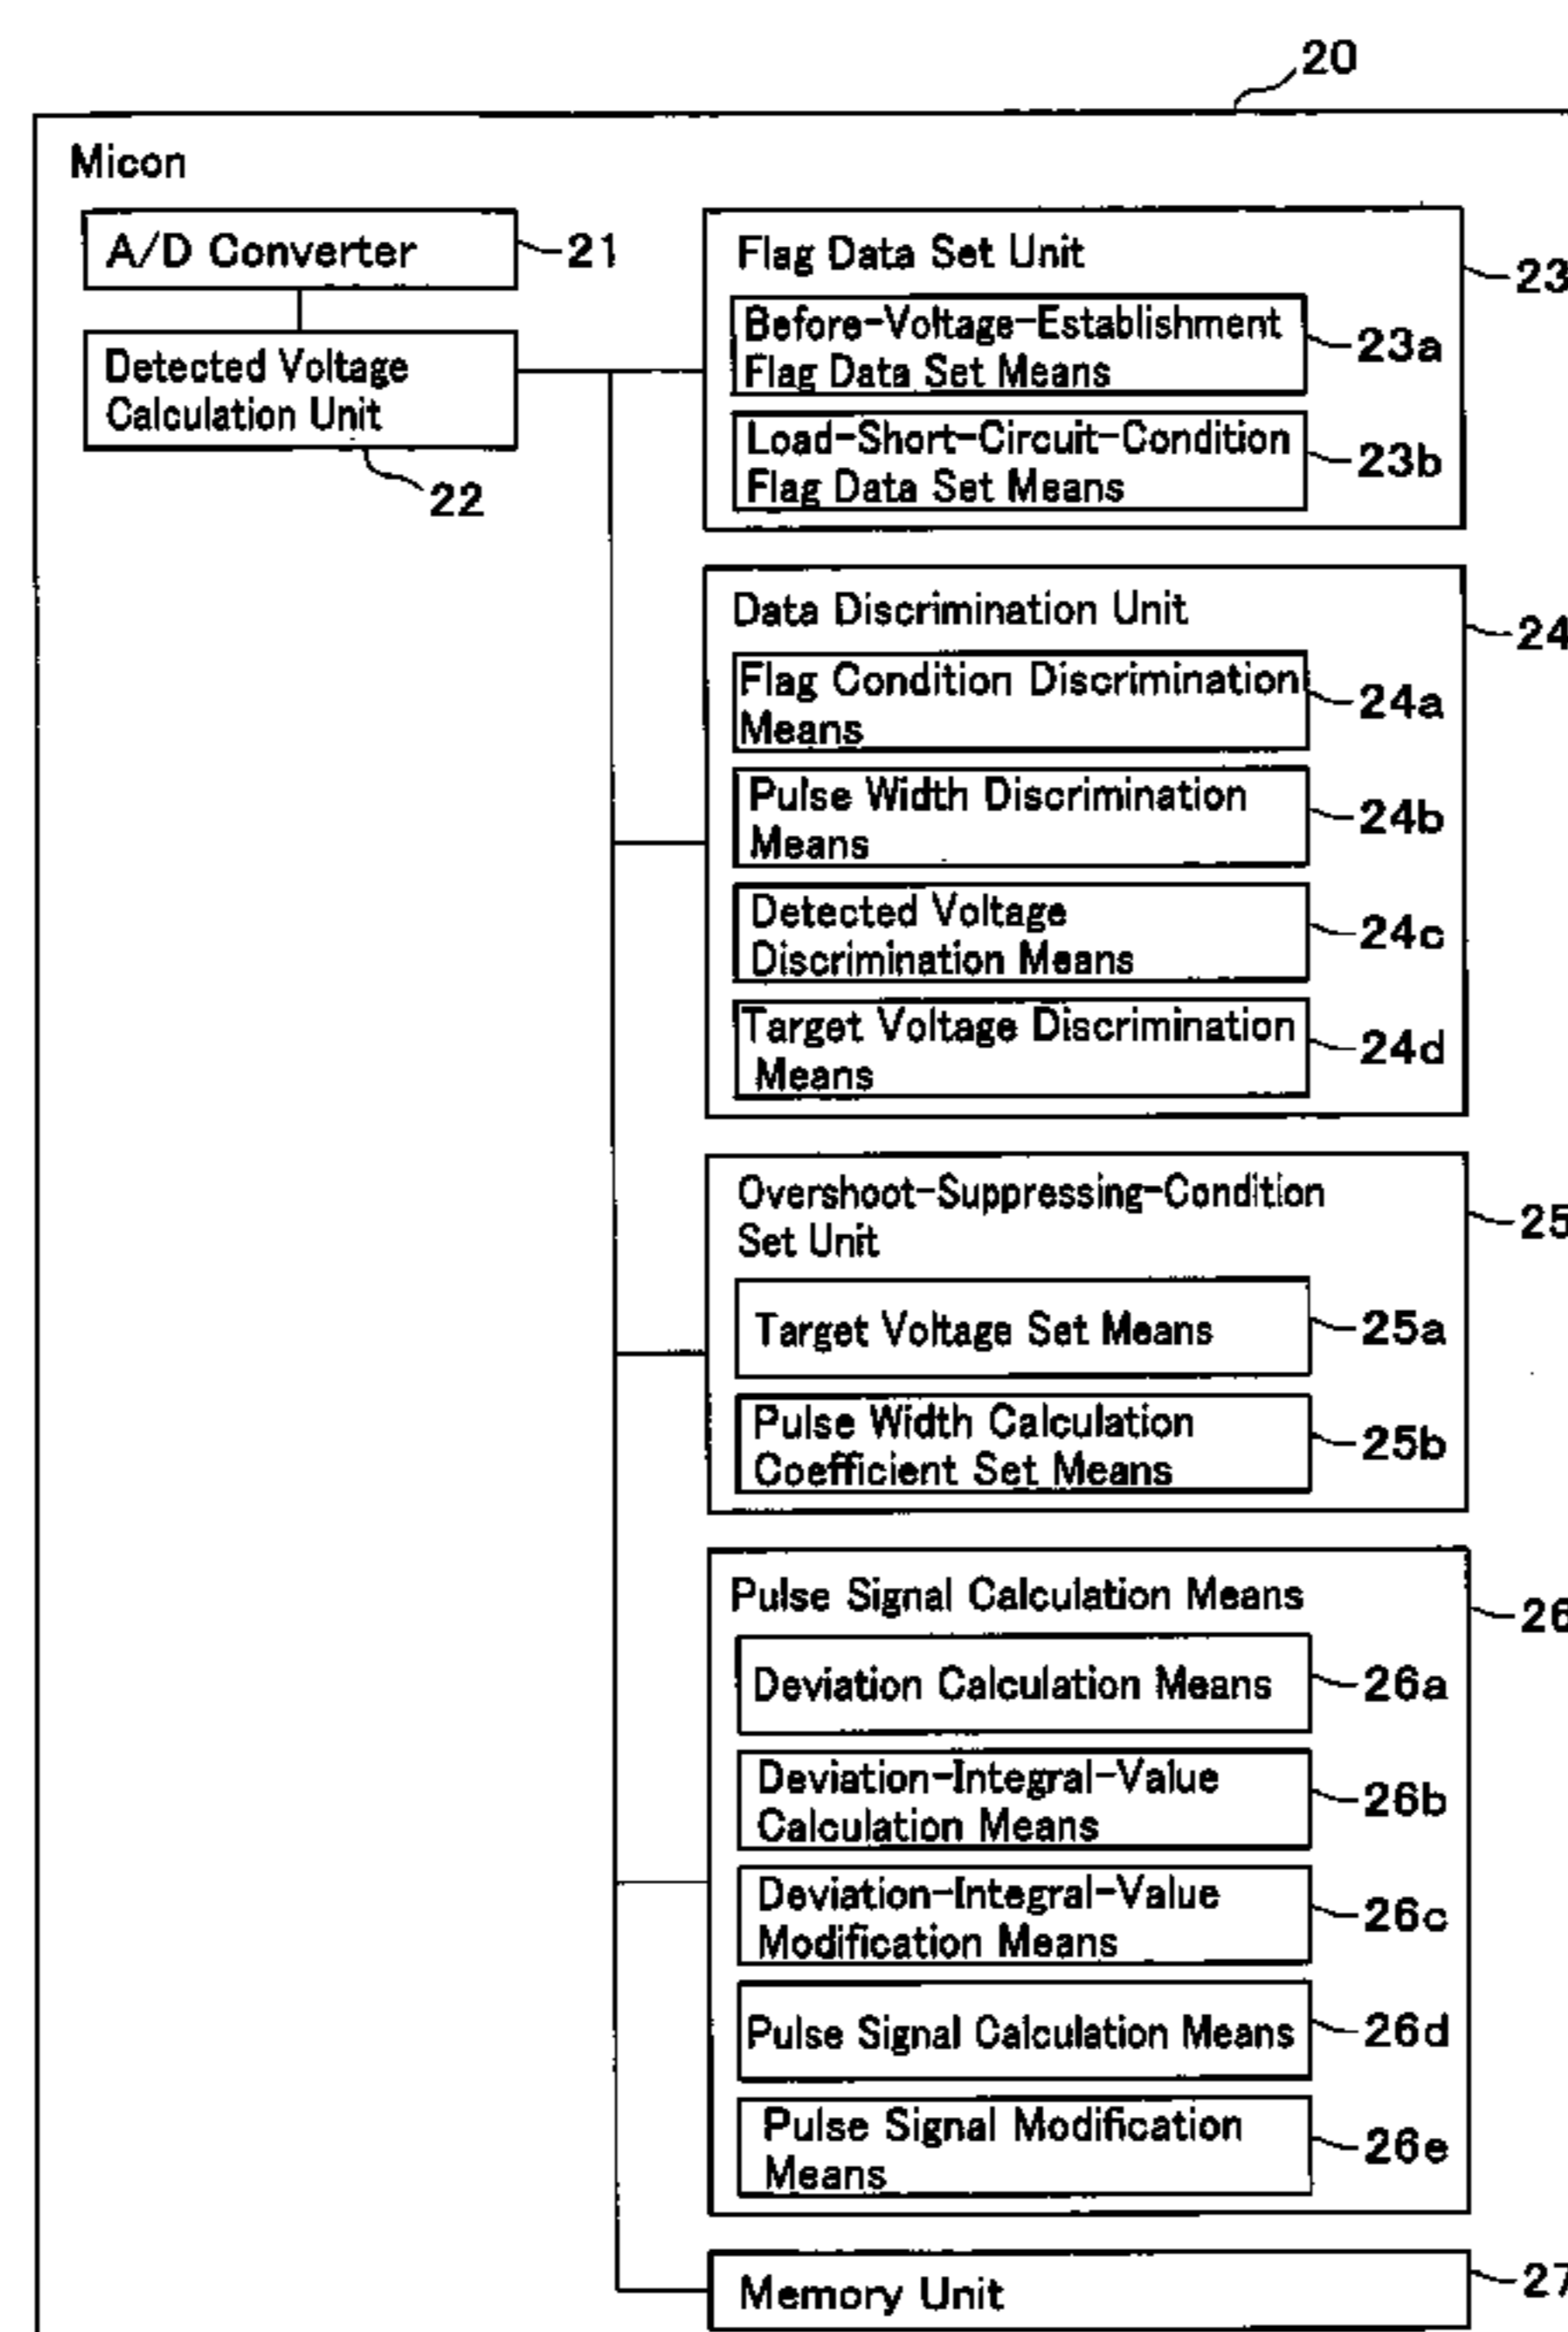 20
Micon
A/D Converter
21
Detected Voltage
Calculation Unit
22
Flag Data Set Unit
23
Before-Voltage-Establishment
Flag Data Set Means
23a
Load-Short-Circuit-Condition
Flag Data Set Means
23b
Data Discrimination Unit
24
Flag Condition Discrimination
Means
24a
Pulse Width Discrimination
Means
24b
Detected Voltage
Discrimination Means
24c
Target Voltage Discrimination
Means
24d
Overshoot-Suppressing-Condition
Set Unit
25
Target Voltage Set Means
25a
Pulse Width Calculation
Coefficient Set Means
25b
Pulse Signal Calculation Means
26
Deviation Calculation Means
26a
Deviation-Integral-Value
Calculation Means
26b
Deviation-Integral-Value
Modification Means
26c
Pulse Signal Calculation Means
26d
Pulse Signal Modification
Means
26e
Memory Unit
27